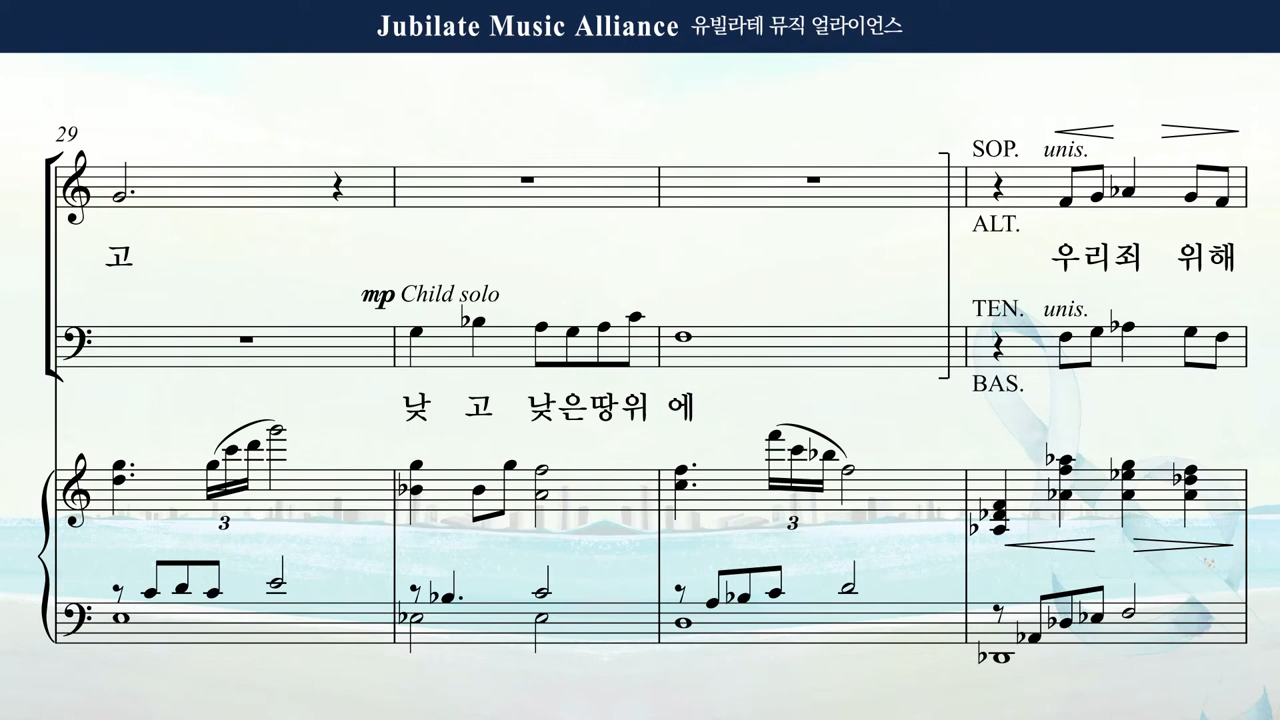 Jubilate Music Alliance 유빌라테 뮤직 얼라이언스
29
SOP. unis.
ALT.
고
우리죄 위해
mp Child solo
TEN. unis.
BAS.
낮 고 낮은땅위 에
3
3